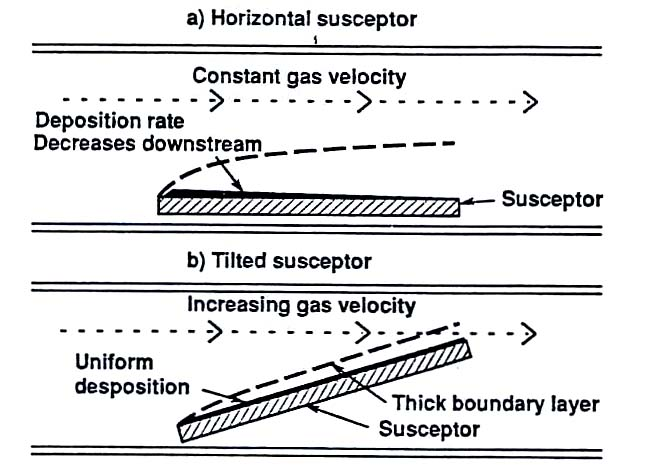 a) Horizontal susceptor
Constant gas velocity
Deposition rate
Decreases downstream
Susceptor
b) Tilted susceptor
Increasing gas velocity
Uniform
desposition
Thick boundary layer
Susceptor